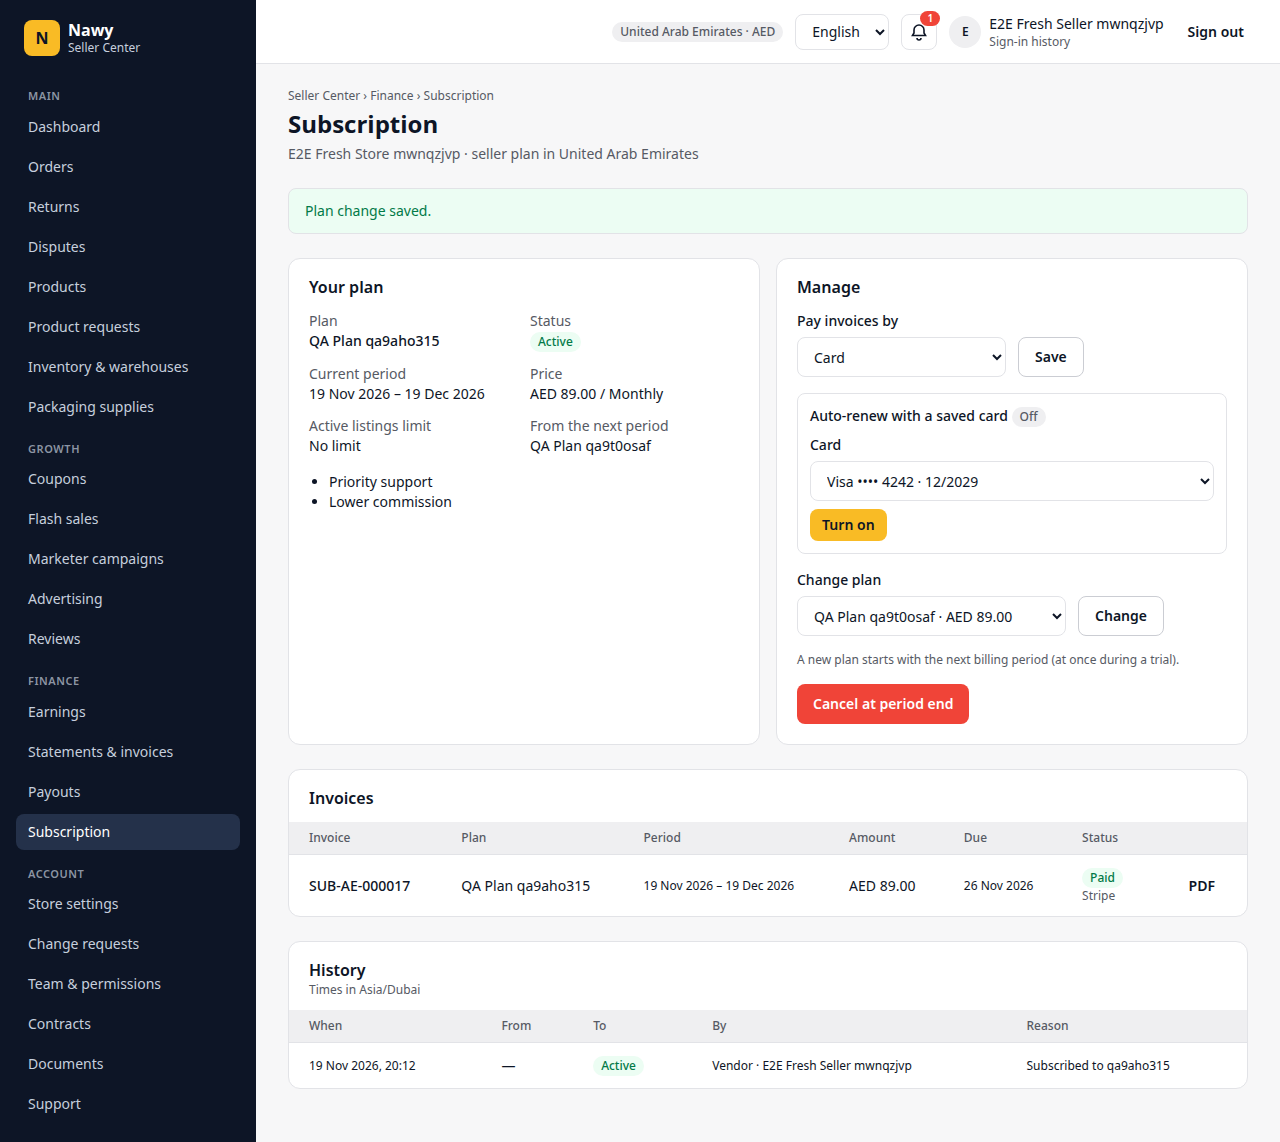 N
Nawy
Seller Center
MAIN
Dashboard
Orders
Returns
Disputes
Products
Product requests
Inventory & warehouses
Packaging supplies
GROWTH
Coupons
Flash sales
Marketer campaigns
Advertising
Reviews
FINANCE
Earnings
Statements & invoices
Payouts
Subscription
ACCOUNT
Store settings
Change requests
Team & permissions
Contracts
Documents
Support
United Arab Emirates · AED
English
1
E
E2E Fresh Seller mwnqzjvp
Sign-in history
Sign out
Seller Center › Finance › Subscription
Subscription
E2E Fresh Store mwnqzjvp · seller plan in United Arab Emirates
Plan change saved.
Your plan
Plan
QA Plan qa9aho315
Status
Active
Current period
19 Nov 2026 – 19 Dec 2026
Price
AED 89.00 / Monthly
Active listings limit
No limit
From the next period
QA Plan qa9t0osaf
• Priority support
• Lower commission
Manage
Pay invoices by
Card
Save
Auto-renew with a saved card Off
Card
Visa •••• 4242 · 12/2029
Turn on
Change plan
QA Plan qa9t0osaf · AED 89.00
Change
A new plan starts with the next billing period (at once during a trial).
Cancel at period end
Invoices
Invoice Plan Period Amount Due Status
SUB-AE-000017 QA Plan qa9aho315 19 Nov 2026 – 19 Dec 2026 AED 89.00 26 Nov 2026 Paid Stripe PDF
History
Times in Asia/Dubai
When From To By Reason
19 Nov 2026, 20:12 — Active Vendor · E2E Fresh Seller mwnqzjvp Subscribed to qa9aho315